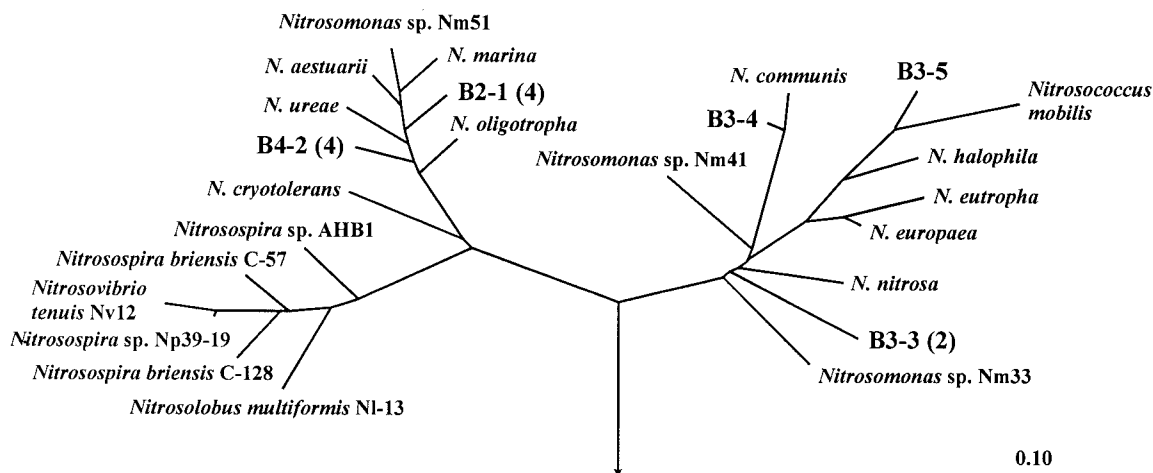 Nitrosomonas sp. Nm51
N. marina
N. aestuarii
B2-1 (4)
N. ureae
N. oligotropha
B4-2 (4)
N. cryotolerans
Nitrosospira sp. AHB1
Nitrosospira briensis C-57
Nitrosovibrio
tenuis Nv12
Nitrosospira sp. Np39-19
Nitrosospira briensis C-128
Nitrosolobus multiformis Nl-13
N. communis
B3-5
B3-4
Nitrosococcus
mobilis
Nitrosomonas sp. Nm41
N. halophila
N. eutropha
N. europaea
N. nitrosa
B3-3 (2)
Nitrosomonas sp. Nm33
0.10